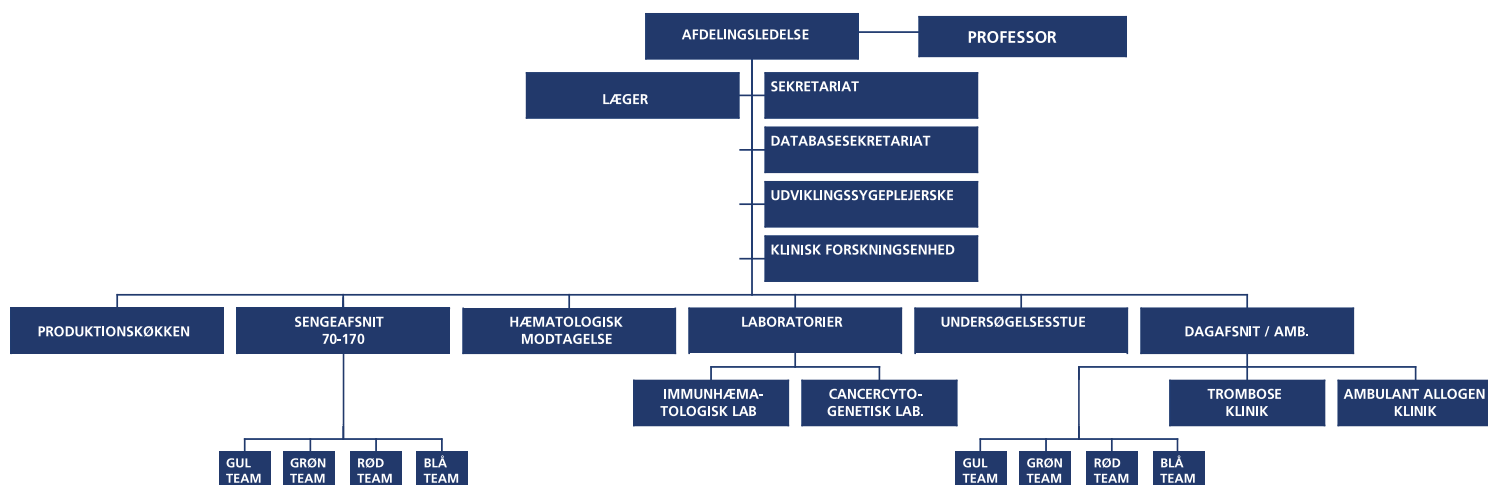 AFDELINGSLEDELSE
PROFESSOR
LÆGER
SEKRETARIAT
DATABASESEKRETARIAT
UDVIKLINGSSYGEPLEJERSKE
KLINISK FORSKNINGSENHED
PRODUKTIONSKØKKEN
SENGEAFSNIT
70-170
HÆMATOLOGISK
MODTAGELSE
LABORATORIER
UNDERSØGELSESSTUE
DAGAFSNIT / AMB.
IMMUNHÆMA-
TOLOGISK LAB
CANCERCYTO-
GENETISK LAB.
TROMBOSE
KLINIK
AMBULANT ALLOGEN
KLINIK
GUL
TEAM
GRØN
TEAM
RØD
TEAM
BLÅ
TEAM
GUL
TEAM
GRØN
TEAM
RØD
TEAM
BLÅ
TEAM